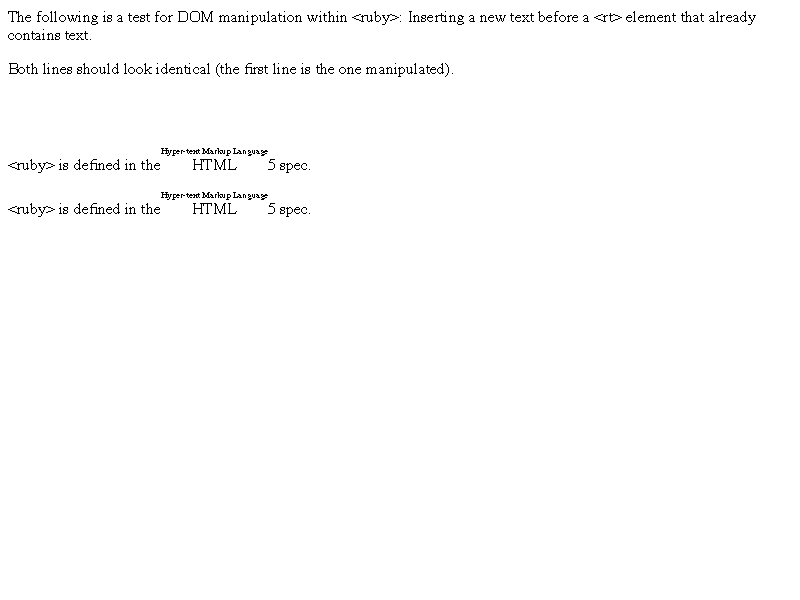 The following is a test for DOM manipulation within <ruby>: Inserting a new text before a <rt> element that already
contains text.
Both lines should look identical (the first line is the one manipulated).
Hyper-text Markup Language
<ruby> is defined in the HTML 5 spec.
Hyper-text Markup Language
<ruby> is defined in the HTML 5 spec.